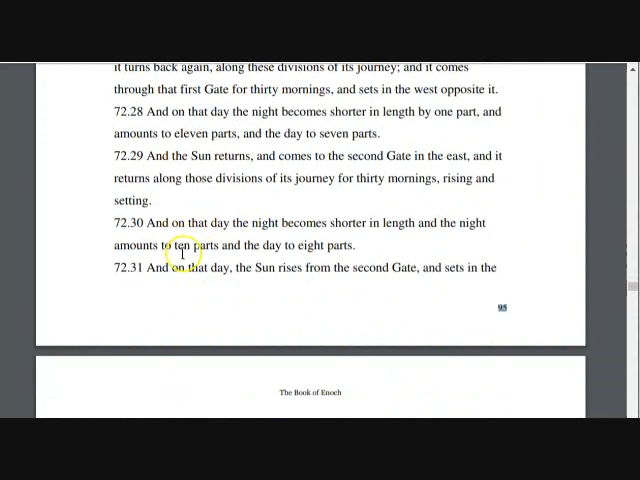 it turns back again, along these divisions of its journey; and it comes
through that first Gate for thirty mornings, and sets in the west opposite it.
72.28 And on that day the night becomes shorter in length by one part, and
amounts to eleven parts, and the day to seven parts.
72.29 And the Sun returns, and comes to the second Gate in the east, and it
returns along those divisions of its journey for thirty mornings, rising and
setting.
72.30 And on that day the night becomes shorter in length and the night
amounts to ten parts and the day to eight parts.
72.31 And on that day, the Sun rises from the second Gate, and sets in the
95
The Book of Enoch